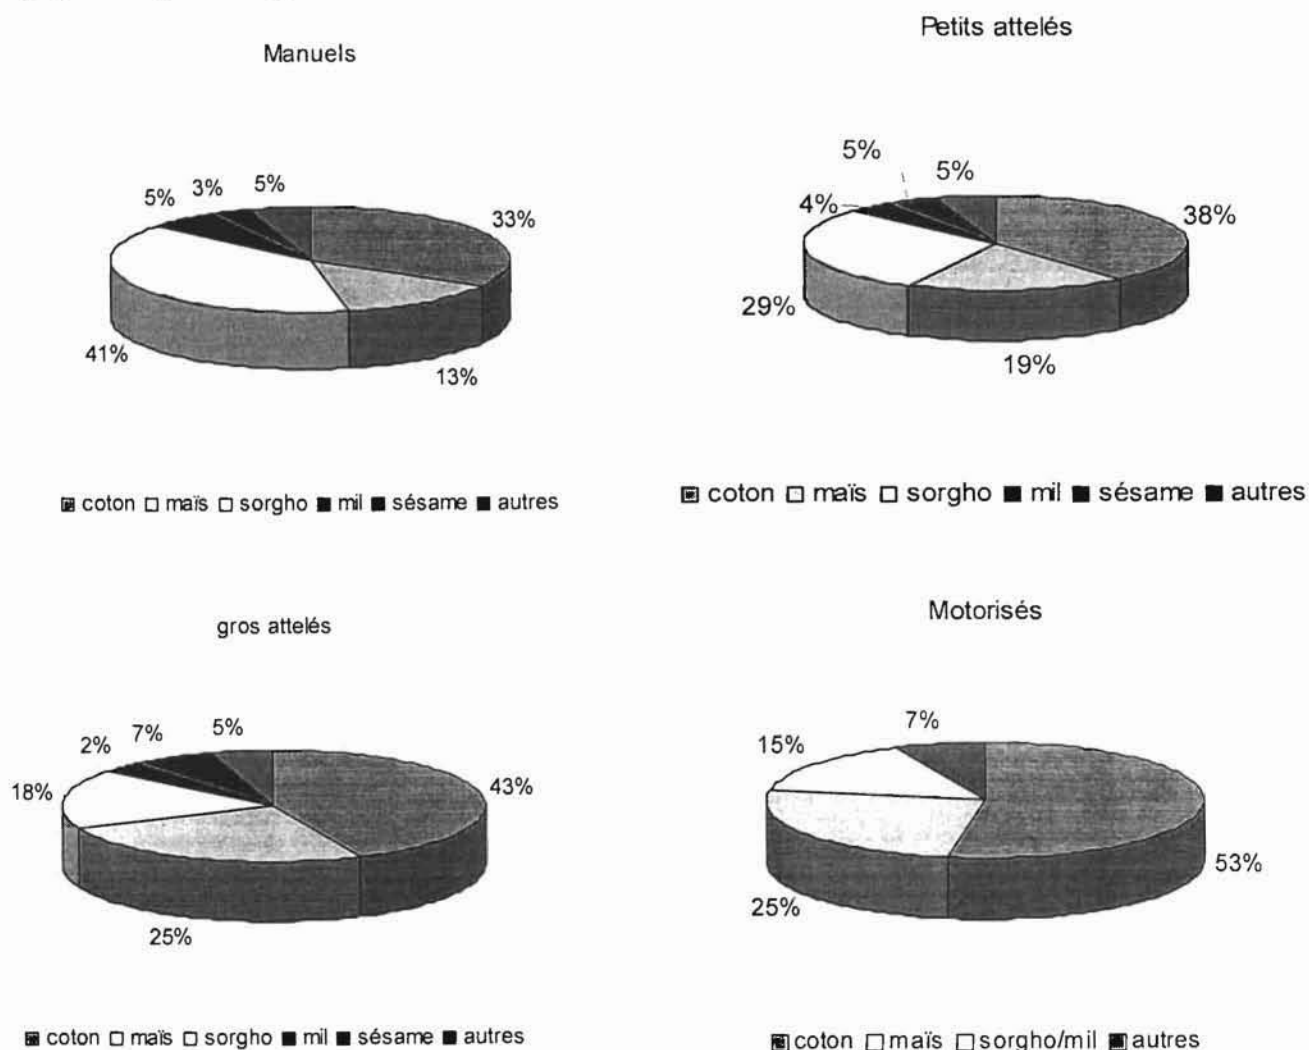 Manuels
5% 3% 5%
33%
41%
13%
coton maïs sorgho mil sésame autres
Petits attelés
5%
5%
4%
38%
29%
19%
coton maïs sorgho mil sésame autres
gros attelés
2% 7% 5%
18%
43%
25%
coton maïs sorgho mil sésame autres
Motorisés
7%
15%
53%
25%
coton maïs sorgho/mil autres